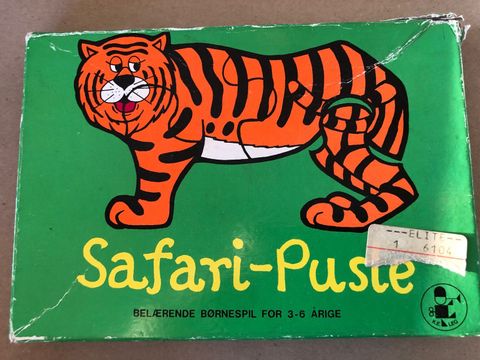 Safari-Pusle
---ELITE--
1 6104
BELÆRENDE BØRNESPIL FOR 3-6 ÅRIGE